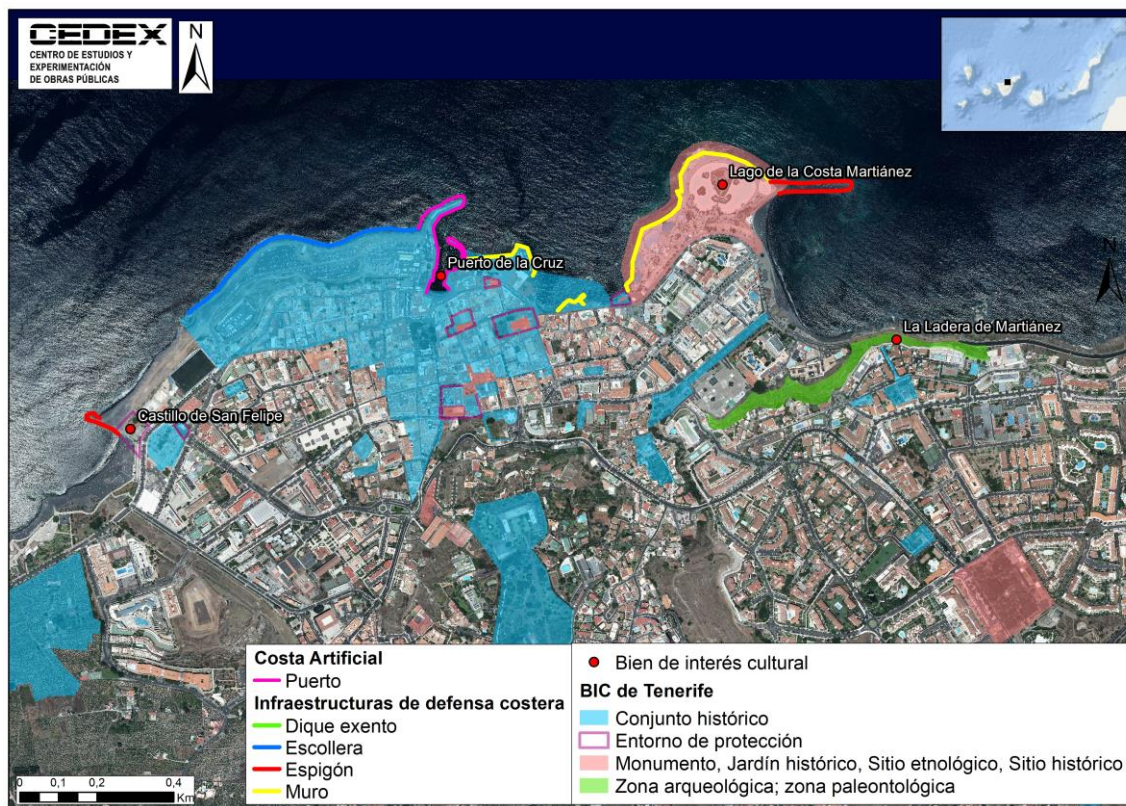 CEDEX
CENTRO DE ESTUDIOS Y
EXPERIMENTACIÓN
DE OBRAS PÚBLICAS
N
Lago de la Costa Martiánez
Puerto de la Cruz
N
La Ladera de Martiánez
Castillo de San Felipe
Costa Artificial
Puerto
Infraestructuras de defensa costera
Dique exento
Escollera
Espigón
Muro
Bien de interés cultural
BIC de Tenerife
Conjunto histórico
Entorno de protección
Monumento, Jardín histórico, Sitio etnológico, Sitio histórico
Zona arqueológica; zona paleontológica
0 0,1 0,2 0,4
Km